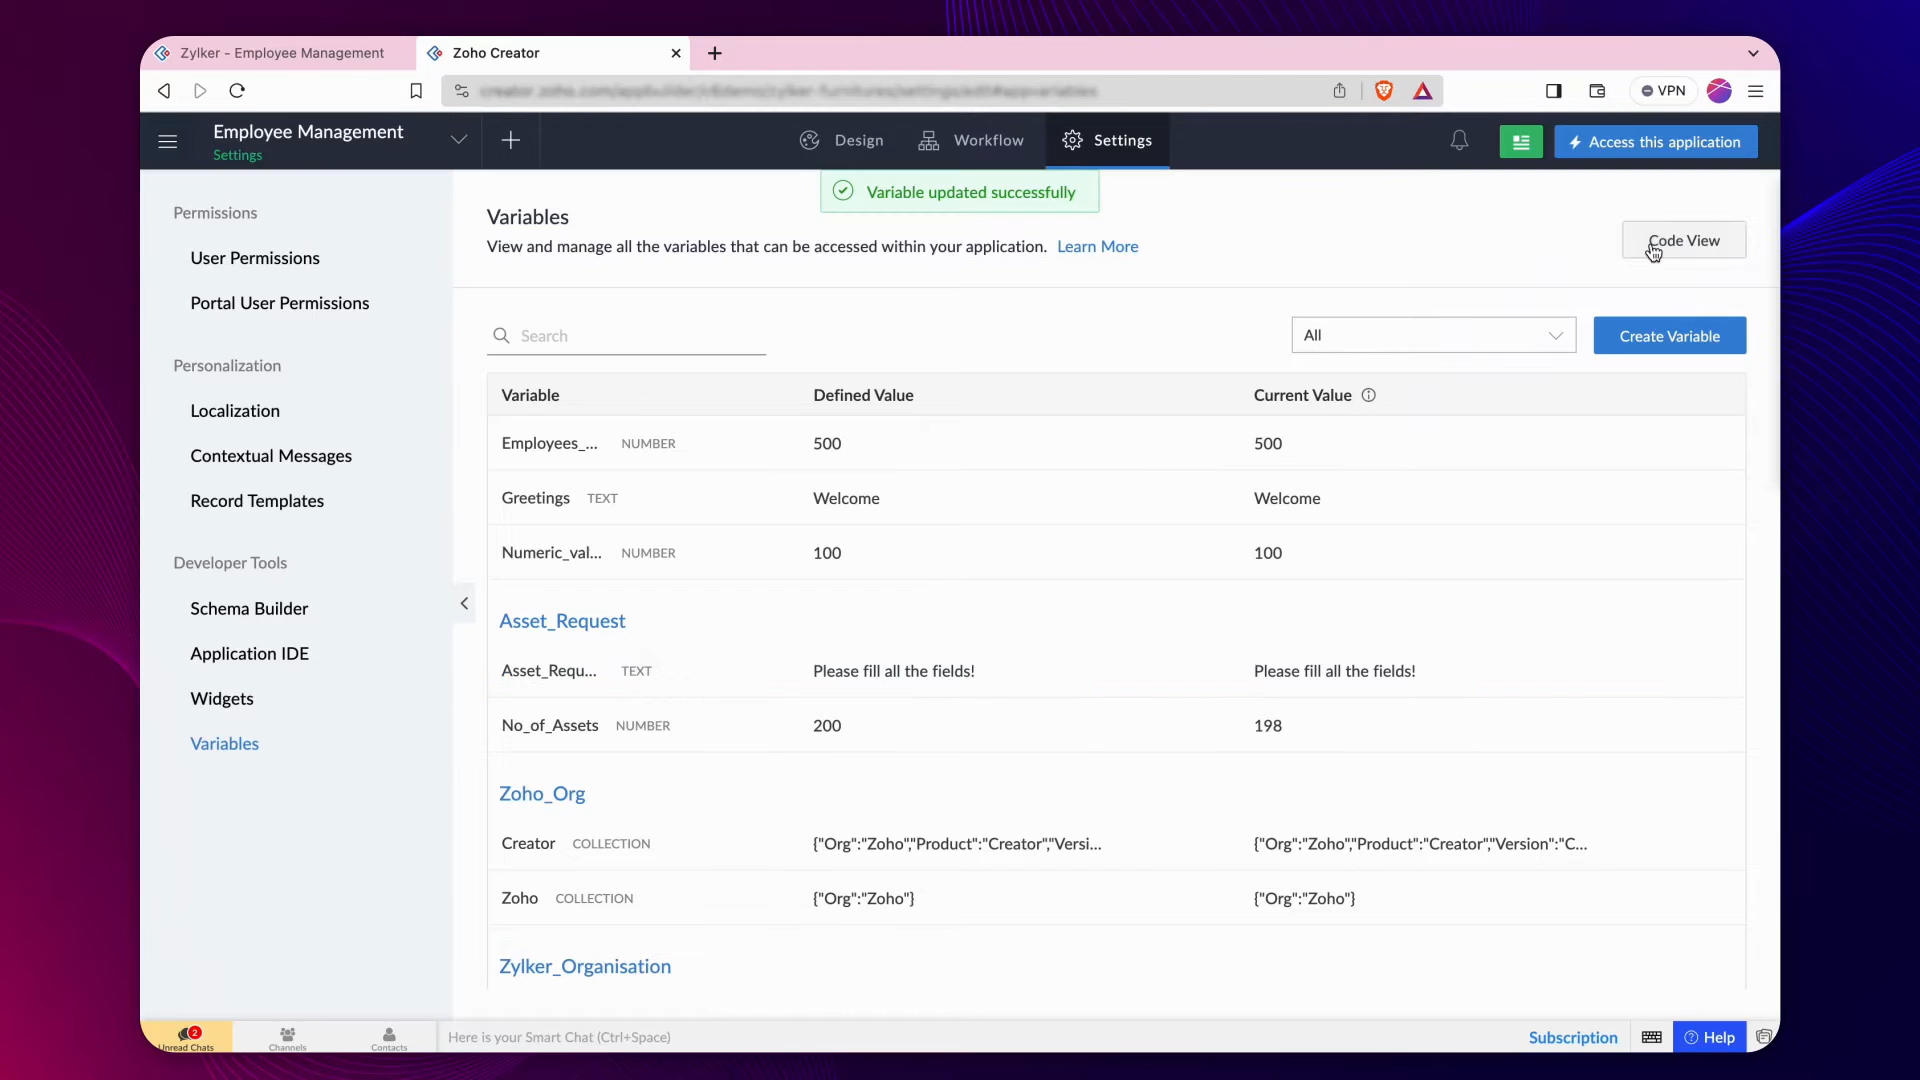 Zylker - Employee Management
Zoho Creator
VPN
Employee Management
Settings
Design
Workflow
Settings
Access this application
Variable updated successfully
Permissions
User Permissions
Portal User Permissions
Personalization
Localization
Contextual Messages
Record Templates
Developer Tools
Schema Builder
Application IDE
Widgets
Variables
Variables
View and manage all the variables that can be accessed within your application. Learn More
Code View
Search
All
Create Variable
Variable Defined Value Current Value
Employees_... NUMBER 500 500
Greetings TEXT Welcome Welcome
Numeric_val... NUMBER 100 100
Asset_Request
Asset_Requ... TEXT Please fill all the fields! Please fill all the fields!
No_of_Assets NUMBER 200 198
Zoho_Org
Creator COLLECTION {"Org":"Zoho","Product":"Creator","Versi... {"Org":"Zoho","Product":"Creator","Version":"C...
Zoho COLLECTION {"Org":"Zoho"} {"Org":"Zoho"}
Zylker_Organisation
2
Unread Chats
Channels
Contacts
Here is your Smart Chat (Ctrl+Space)
Subscription
Help